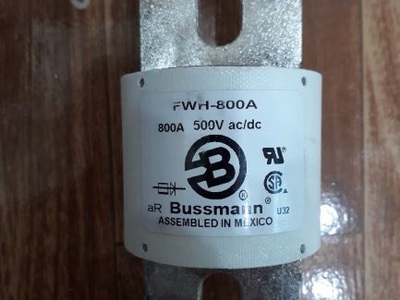 FWH-800A
800A 500V ac/dc
B
®
aR Bussmann® U32
ASSEMBLED IN MEXICO